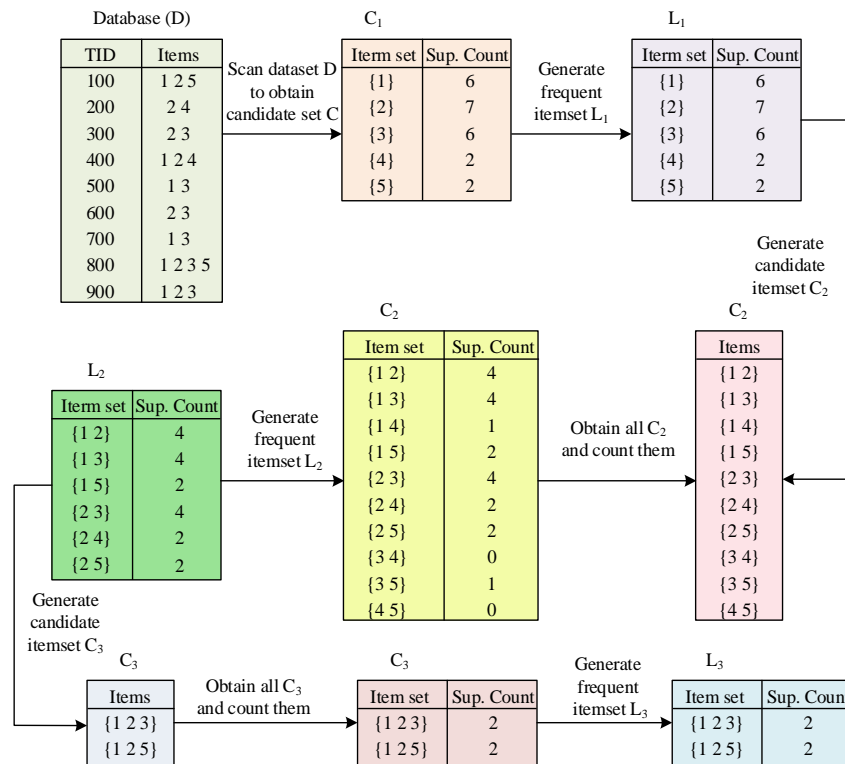 Database (D)
TID Items
100 1 2 5
200 2 4
300 2 3
400 1 2 4
500 1 3
600 2 3
700 1 3
800 1 2 3 5
900 1 2 3
Scan dataset D
to obtain
candidate set C
C₁
Iterm set Sup. Count
{1} 6
{2} 7
{3} 6
{4} 2
{5} 2
Generate
frequent
itemset L₁
L₁
Iterm set Sup. Count
{1} 6
{2} 7
{3} 6
{4} 2
{5} 2
Generate
candidate
itemset C₂
L₂
Iterm set Sup. Count
{1 2} 4
{1 3} 4
{1 5} 2
{2 3} 4
{2 4} 2
{2 5} 2
Generate
frequent
itemset L₂
C₂
Item set Sup. Count
{1 2} 4
{1 3} 4
{1 4} 1
{1 5} 2
{2 3} 4
{2 4} 2
{2 5} 2
{3 4} 0
{3 5} 1
{4 5} 0
Obtain all C₂
and count them
C₂
Items
{1 2}
{1 3}
{1 4}
{1 5}
{2 3}
{2 4}
{2 5}
{3 4}
{3 5}
{4 5}
Generate
candidate
itemset C₃
C₃
Items
{1 2 3}
{1 2 5}
Obtain all C₃
and count them
C₃
Item set Sup. Count
{1 2 3} 2
{1 2 5} 2
Generate
frequent
itemset L₃
L₃
Item set Sup. Count
{1 2 3} 2
{1 2 5} 2